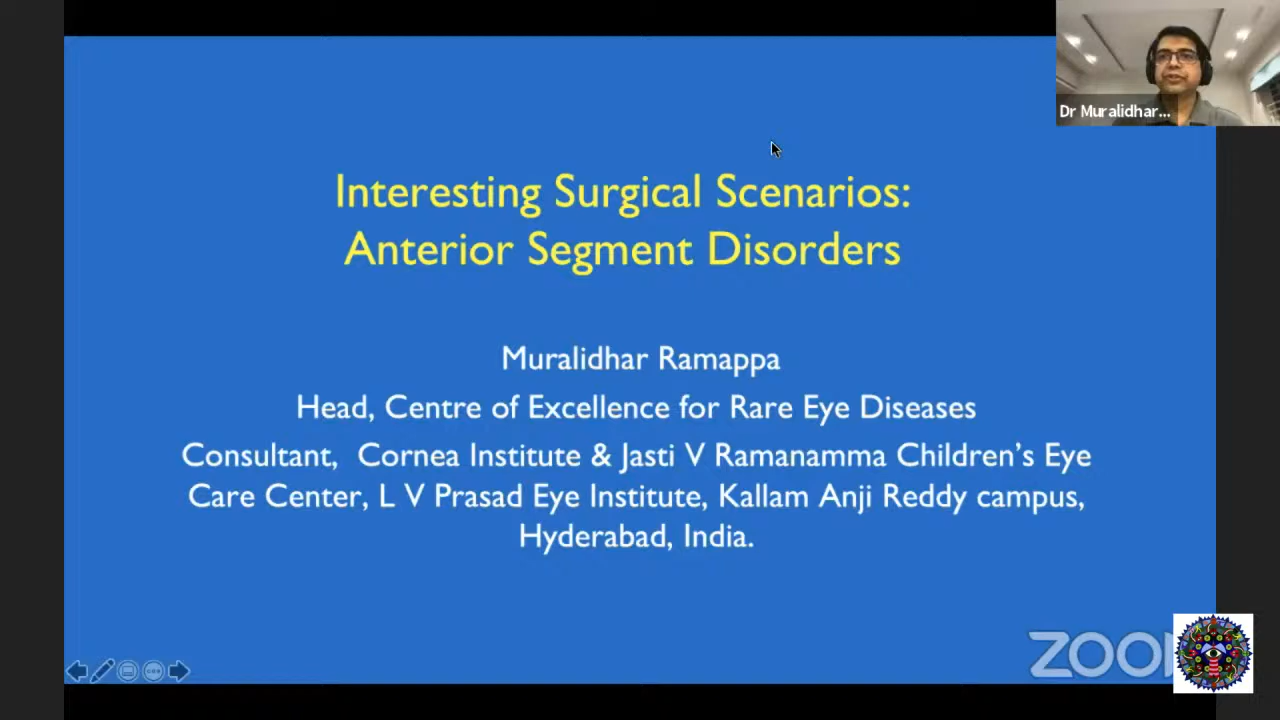 Dr Muralidhar...
Interesting Surgical Scenarios:
Anterior Segment Disorders
Muralidhar Ramappa
Head, Centre of Excellence for Rare Eye Diseases
Consultant, Cornea Institute & Jasti V Ramanamma Children's Eye
Care Center, L V Prasad Eye Institute, Kallam Anji Reddy campus,
Hyderabad, India.
ZOO